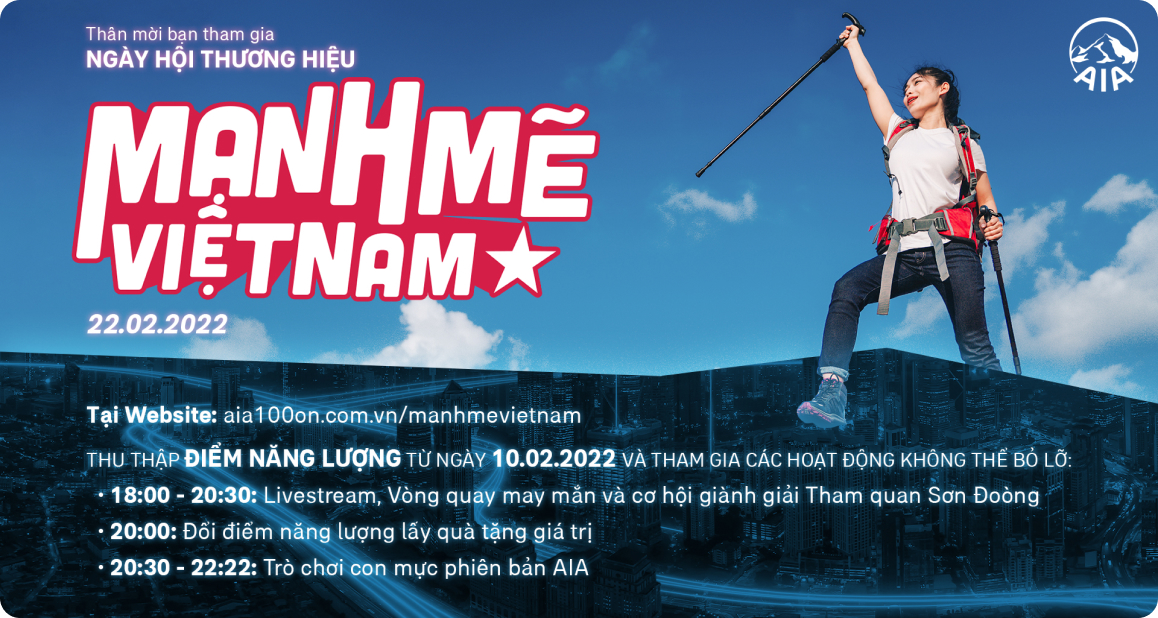 Thân mời bạn tham gia
NGÀY HỘI THƯƠNG HIỆU
MẠNH MẼ
VIỆT NAM
22.02.2022
AIA
Tại Website: aia100on.com.vn/manhmevietnam
THU THẬP ĐIỂM NĂNG LƯỢNG TỪ NGÀY 10.02.2022 VÀ THAM GIA CÁC HOẠT ĐỘNG KHÔNG THỂ BỎ LỠ:
• 18:00 - 20:30: Livestream, Vòng quay may mắn và cơ hội giành giải Tham quan Sơn Đoòng
• 20:00: Đổi điểm năng lượng lấy quà tặng giá trị
• 20:30 - 22:22: Trò chơi con mực phiên bản AIA